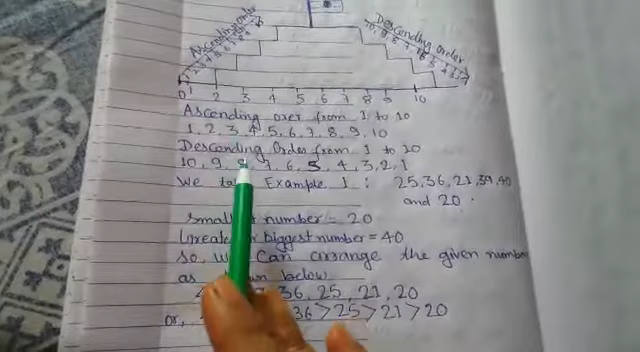 Ascending order
Descending order
0 1 2 3 4 5 6 7 8 9 10
Ascending orer from 1 to 10
1, 2, 3, 4, 5, 6, 7, 8, 9, 10
Descending Order from 1 to 10
10, 9, 7, 6, 5, 4, 3, 2, 1
We Example 1 : 25, 36, 21, 39, 40
and 20.
number = 20
biggest number = 40
So, Can arrange the given number
as below
36, 25, 21, 20
or, 36 > 25 > 21 > 20